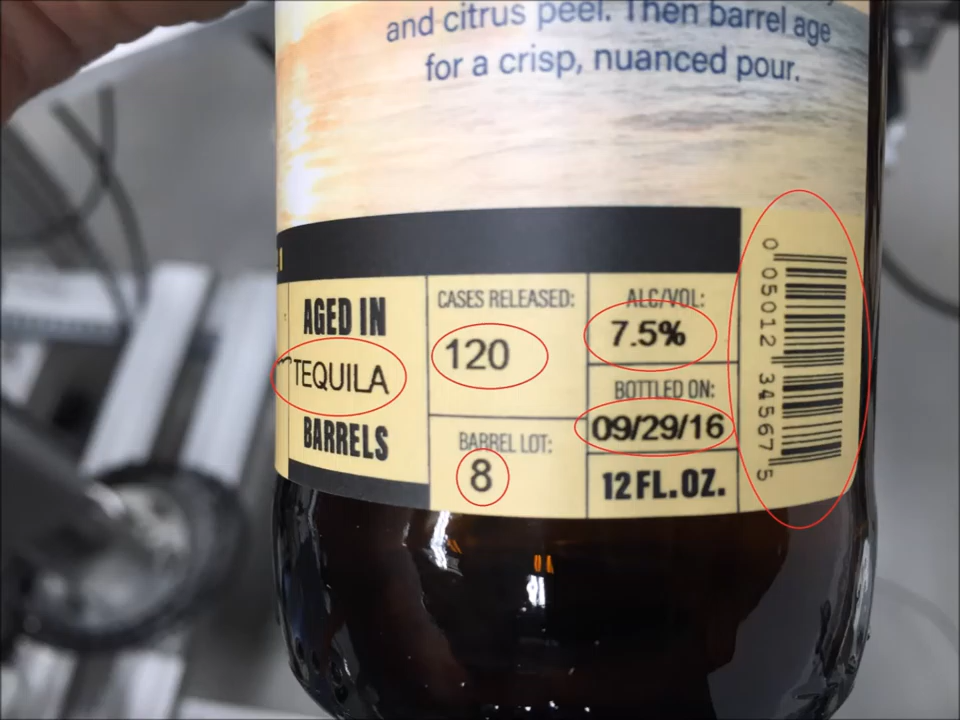 and citrus peel. Then barrel age
for a crisp, nuanced pour.
AGED IN
TEQUILA
BARRELS
CASES RELEASED:
120
BARREL LOT:
8
ALC/VOL:
7.5%
BOTTLED ON:
09/29/16
12 FL. OZ.
0 05012 34567 5